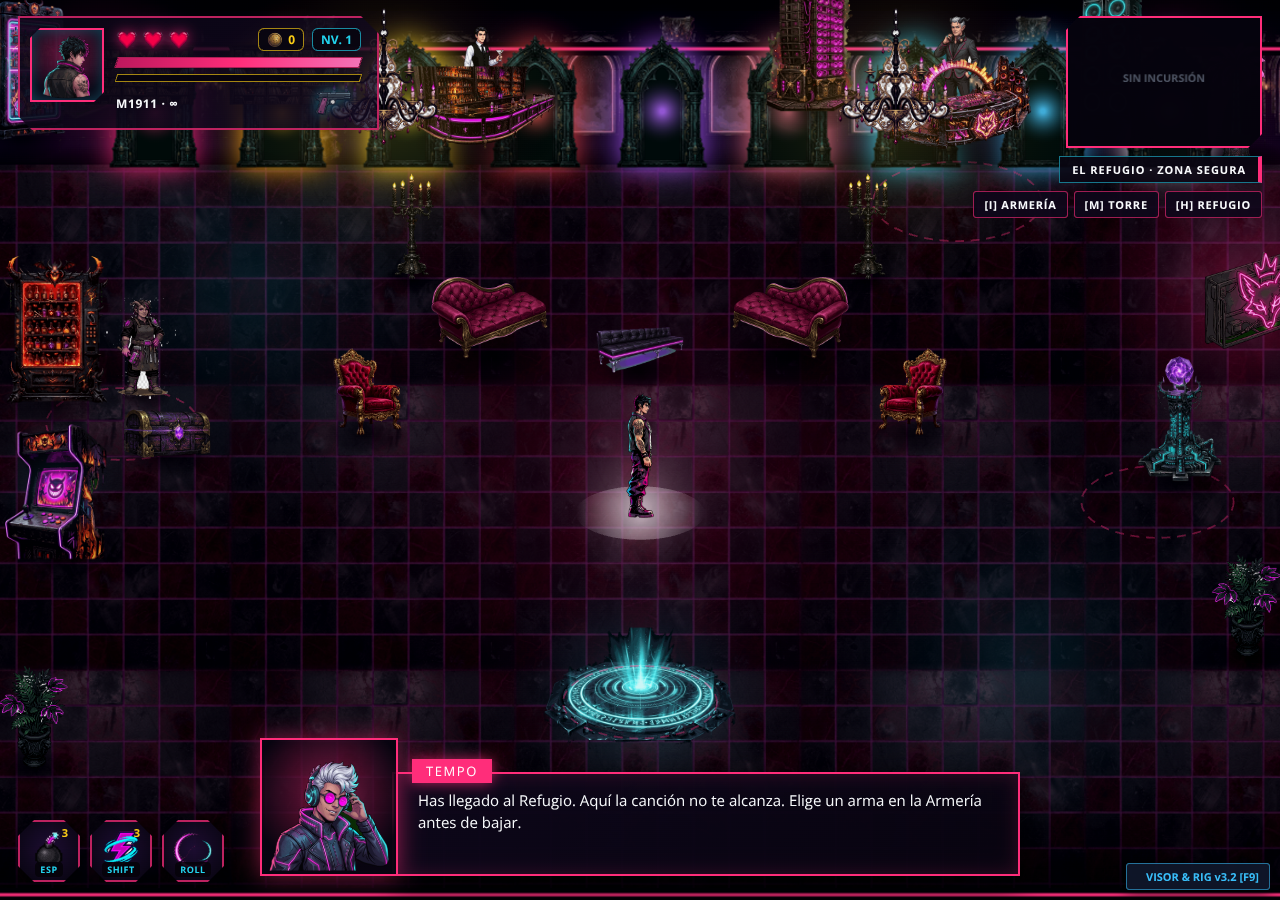 0
NV. 1
M1911 · ∞
SIN INCURSIÓN
EL REFUGIO · ZONA SEGURA
[I] ARMERÍA
[M] TORRE
[H] REFUGIO
TEMPO
Has llegado al Refugio. Aquí la canción no te alcanza. Elige un arma en la Armería
antes de bajar.
3
ESP
3
SHIFT
ROLL
VISOR & RIG v3.2 [F9]